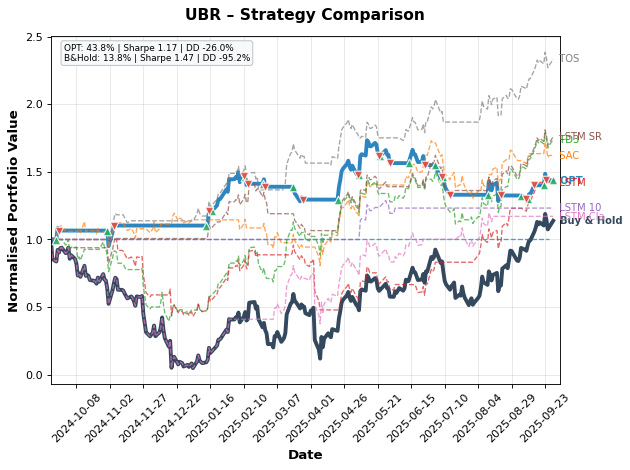 UBR – Strategy Comparison
OPT: 43.8% | Sharpe 1.17 | DD -26.0%
B&Hold: 13.8% | Sharpe 1.47 | DD -95.2%
Normalised Portfolio Value
2.5
2.0
1.5
1.0
0.5
0.0
TOS
LSTM SR
TD3
SAC
OPT
LSTM
LSTM 10
Buy & Hold
2024-10-08
2024-11-02
2024-11-27
2024-12-22
2025-01-16
2025-02-10
2025-03-07
2025-04-01
2025-04-26
2025-05-21
2025-06-15
2025-07-10
2025-08-04
2025-08-29
2025-09-23
Date